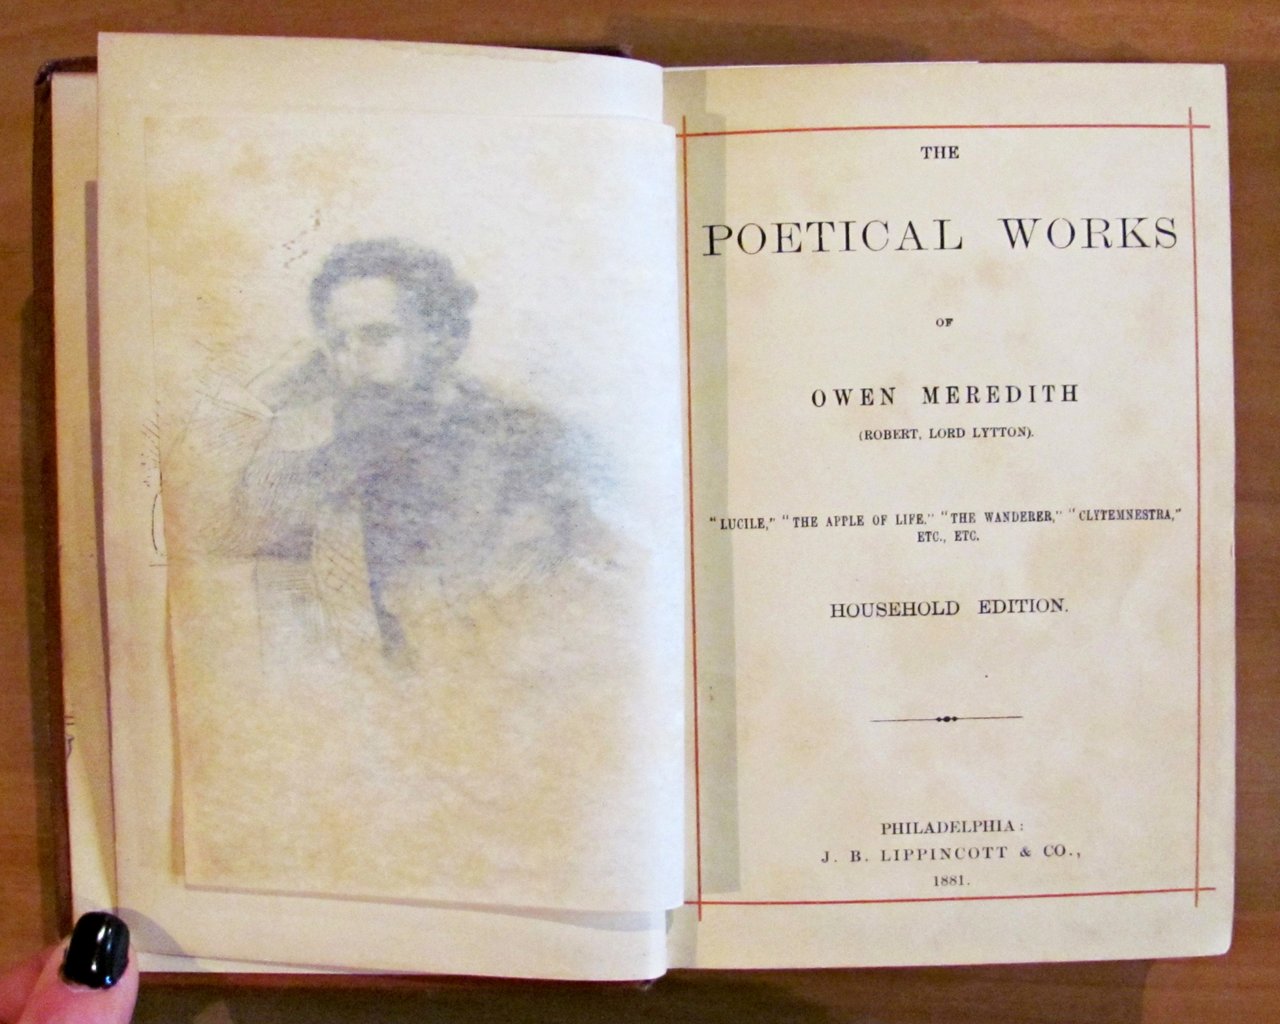 THE
POETICAL WORKS
OF
OWEN MEREDITH
(ROBERT, LORD LYTTON).
"LUCILE," "THE APPLE OF LIFE." "THE WANDERER," "CLYTEMNESTRA,"
ETC., ETC.
HOUSEHOLD EDITION.
PHILADELPHIA:
J. B. LIPPINCOTT & CO.,
1881.